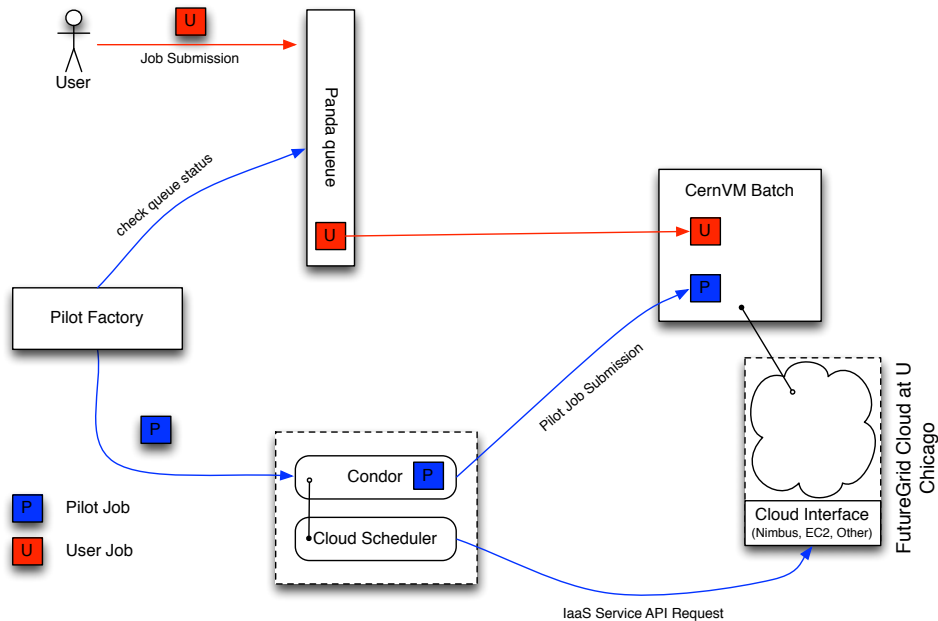 U
Job Submission
User
Panda queue
check queue status
U
CernVM Batch
U
P
Pilot Factory
Pilot Job Submission
P
Condor
P
Cloud Scheduler
P
Pilot Job
U
User Job
Cloud Interface
(Nimbus, EC2, Other)
FutureGrid Cloud at U
Chicago
IaaS Service API Request